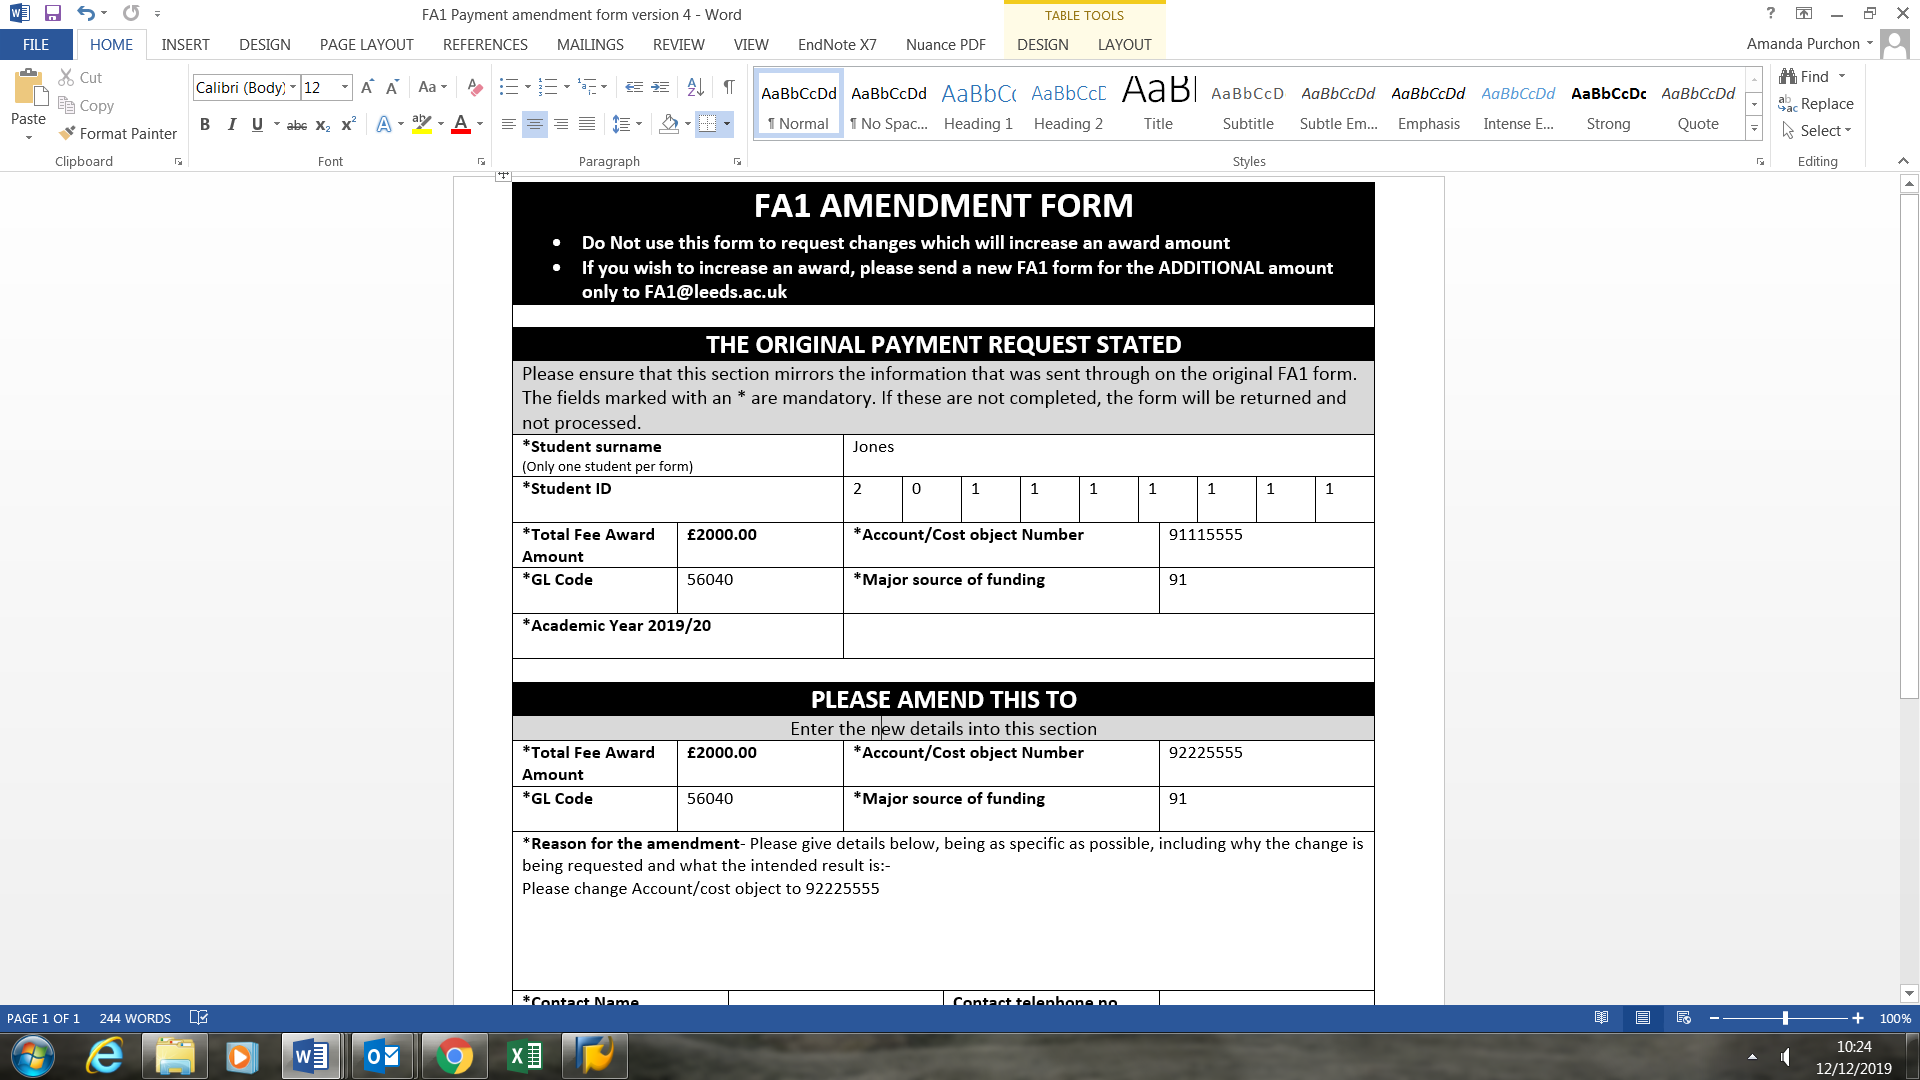 FA1 Payment amendment form version 4 - Word
TABLE TOOLS
?
FILE HOME INSERT DESIGN PAGE LAYOUT REFERENCES MAILINGS REVIEW VIEW EndNote X7 Nuance PDF DESIGN LAYOUT Amanda Purchon
Paste
Cut
Copy
Format Painter
Clipboard
Calibri (Body) 12
Font
Paragraph
AaBbCcDd AaBbCcDd AaBbCc AaBbCcC AaBl AaBbCcD AaBbCcDd AaBbCcDd AaBbCcDd AaBbCcDc AaBbCcDd
¶ Normal ¶ No Spac... Heading 1 Heading 2 Title Subtitle Subtle Em... Emphasis Intense E... Strong Quote
Styles
Find
Replace
Select
Editing
FA1 AMENDMENT FORM
• Do Not use this form to request changes which will increase an award amount
• If you wish to increase an award, please send a new FA1 form for the ADDITIONAL amount
only to FA1@leeds.ac.uk
THE ORIGINAL PAYMENT REQUEST STATED
Please ensure that this section mirrors the information that was sent through on the original FA1 form.
The fields marked with an * are mandatory. If these are not completed, the form will be returned and
not processed.
*Student surname Jones
(Only one student per form)
*Student ID 2 0 1 1 1 1 1 1 1
*Total Fee Award £2000.00 *Account/Cost object Number 91115555
Amount
*GL Code 56040 *Major source of funding 91
*Academic Year 2019/20
PLEASE AMEND THIS TO
Enter the new details into this section
*Total Fee Award £2000.00 *Account/Cost object Number 92225555
Amount
*GL Code 56040 *Major source of funding 91
*Reason for the amendment- Please give details below, being as specific as possible, including why the change is
being requested and what the intended result is:-
Please change Account/cost object to 92225555
*Contact Name Contact telephone no
PAGE 1 OF 1 244 WORDS 100%
10:24
12/12/2019